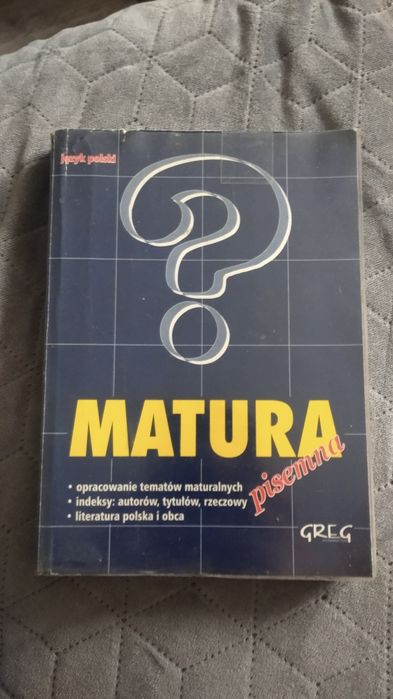 język polski
?
MATURA
pisemna
• opracowanie tematów maturalnych
• indeksy: autorów, tytułów, rzeczowy
• literatura polska i obca
GREG